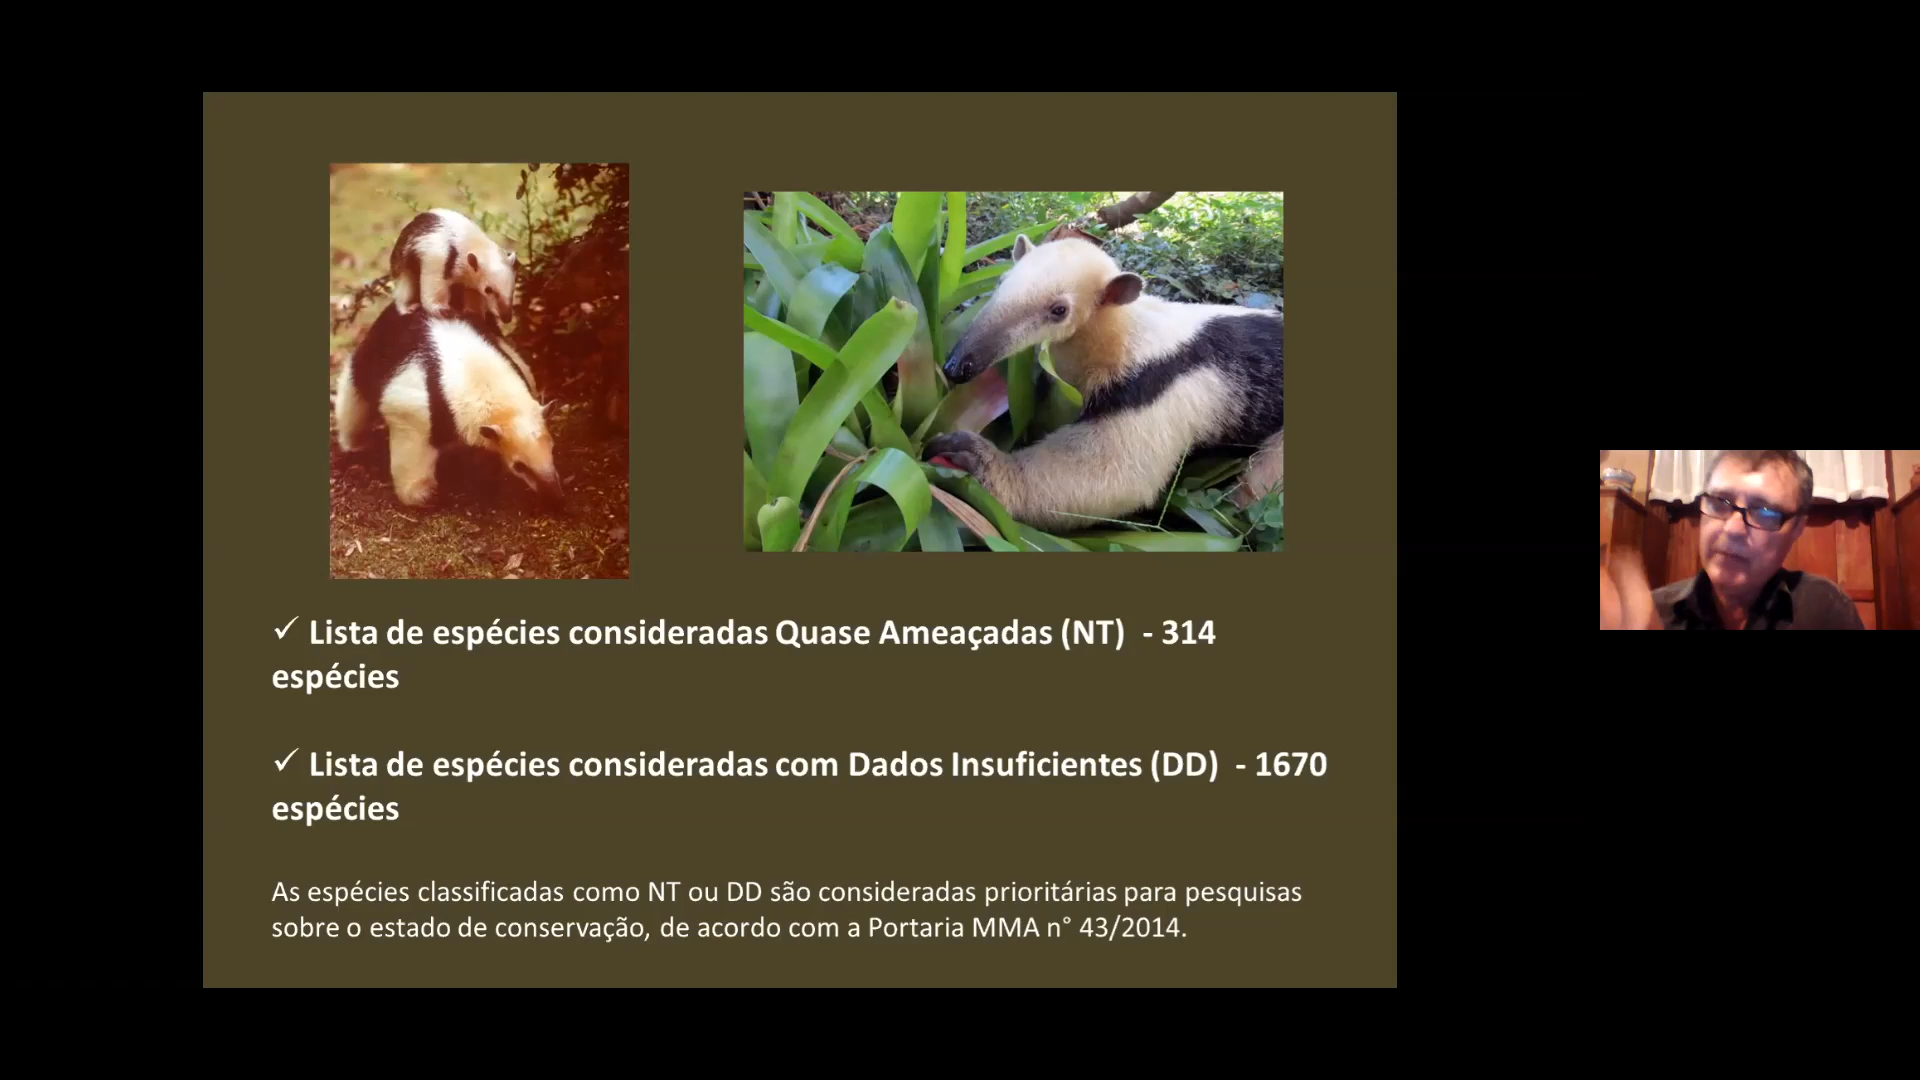 ✓ Lista de espécies consideradas Quase Ameaçadas (NT)  - 314
espécies
✓ Lista de espécies consideradas com Dados Insuficientes (DD)  - 1670
espécies
As espécies classificadas como NT ou DD são consideradas prioritárias para pesquisas
sobre o estado de conservação, de acordo com a Portaria MMA n° 43/2014.